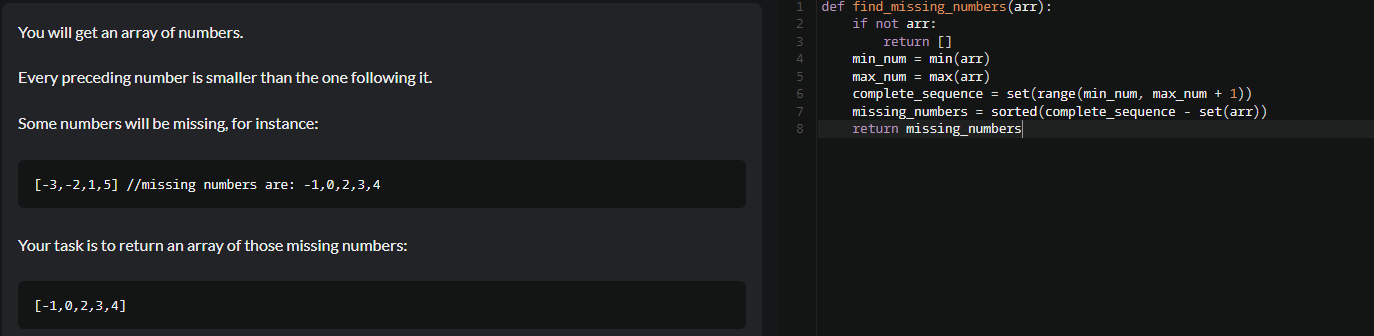 You will get an array of numbers.
Every preceding number is smaller than the one following it.
Some numbers will be missing, for instance:
[-3,-2,1,5] //missing numbers are: -1,0,2,3,4
Your task is to return an array of those missing numbers:
[-1,0,2,3,4]
1 def find_missing_numbers(arr):
2     if not arr:
3         return []
4     min_num = min(arr)
5     max_num = max(arr)
6     complete_sequence = set(range(min_num, max_num + 1))
7     missing_numbers = sorted(complete_sequence - set(arr))
8     return missing_numbers